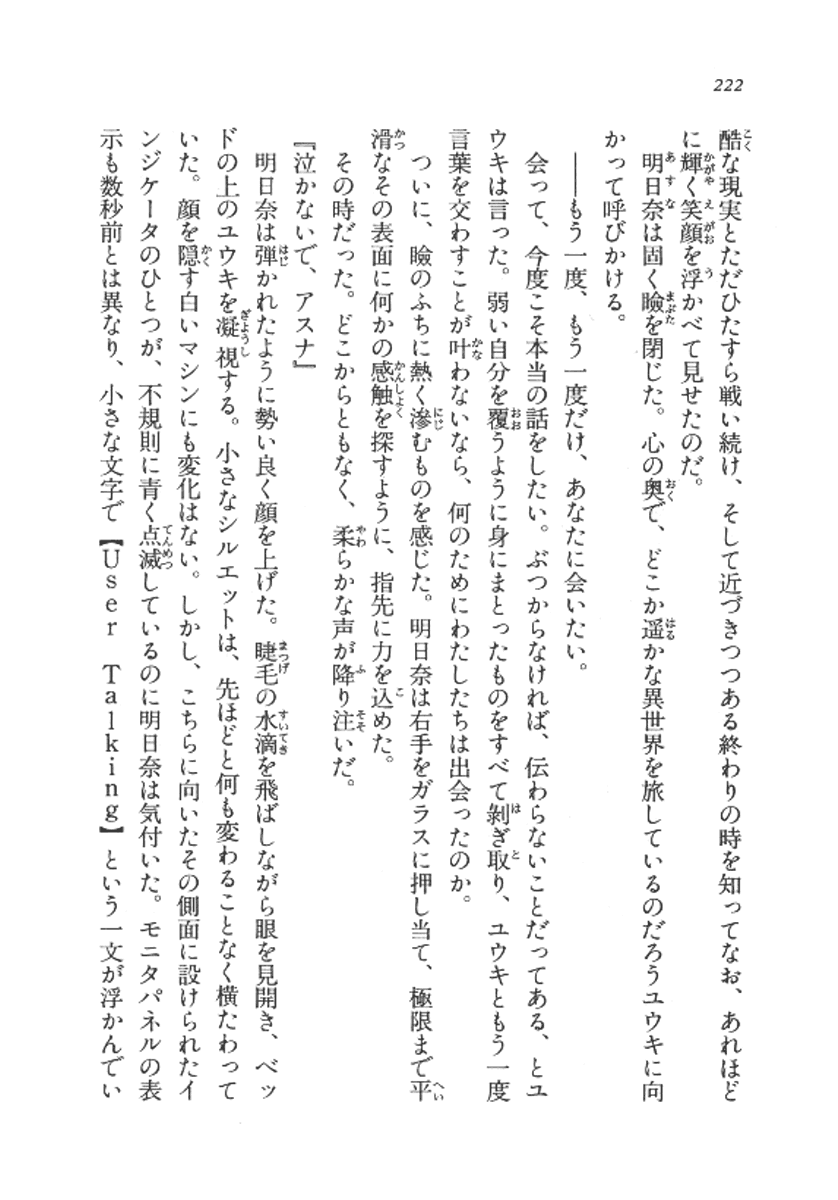 222
酷な現実とただひたすら戦い続け、そして近づきつつある終わりの時を知ってなお、あれほど
に輝く笑顔を浮かべて見せたのだ。
明日奈は固く瞼を閉じた。心の奥で、どこか遥かな異世界を旅しているのだろうユウキに向
かって呼びかける。
――もう一度、もう一度だけ、あなたに会いたい。
会って、今度こそ本当の話をしたい。ぶつからなければ、伝わらないことだってある、とユ
ウキは言った。弱い自分を覆うように身にまとったものをすべて剝ぎ取り、ユウキともう一度
言葉を交わすことが叶わないなら、何のためにわたしたちは出会ったのか。
ついに、瞼のふちに熱く滲むものを感じた。明日奈は右手をガラスに押し当て、極限まで平
滑なその表面に何かの感触を探すように、指先に力を込めた。
その時だった。どこからともなく、柔らかな声が降り注いだ。
『泣かないで、アスナ』
明日奈は弾かれたように勢い良く顔を上げた。睫毛の水滴を飛ばしながら眼を見開き、ベッ
ドの上のユウキを凝視する。小さなシルエットは、先ほどと何も変わることなく横たわって
いた。顔を隠す白いマシンにも変化はない。しかし、こちらに向いたその側面に設けられたイ
ンジケータのひとつが、不規則に青く点滅しているのに明日奈は気付いた。モニタパネルの表
示も数秒前とは異なり、小さな文字で【User Talking】という一文が浮かんでい